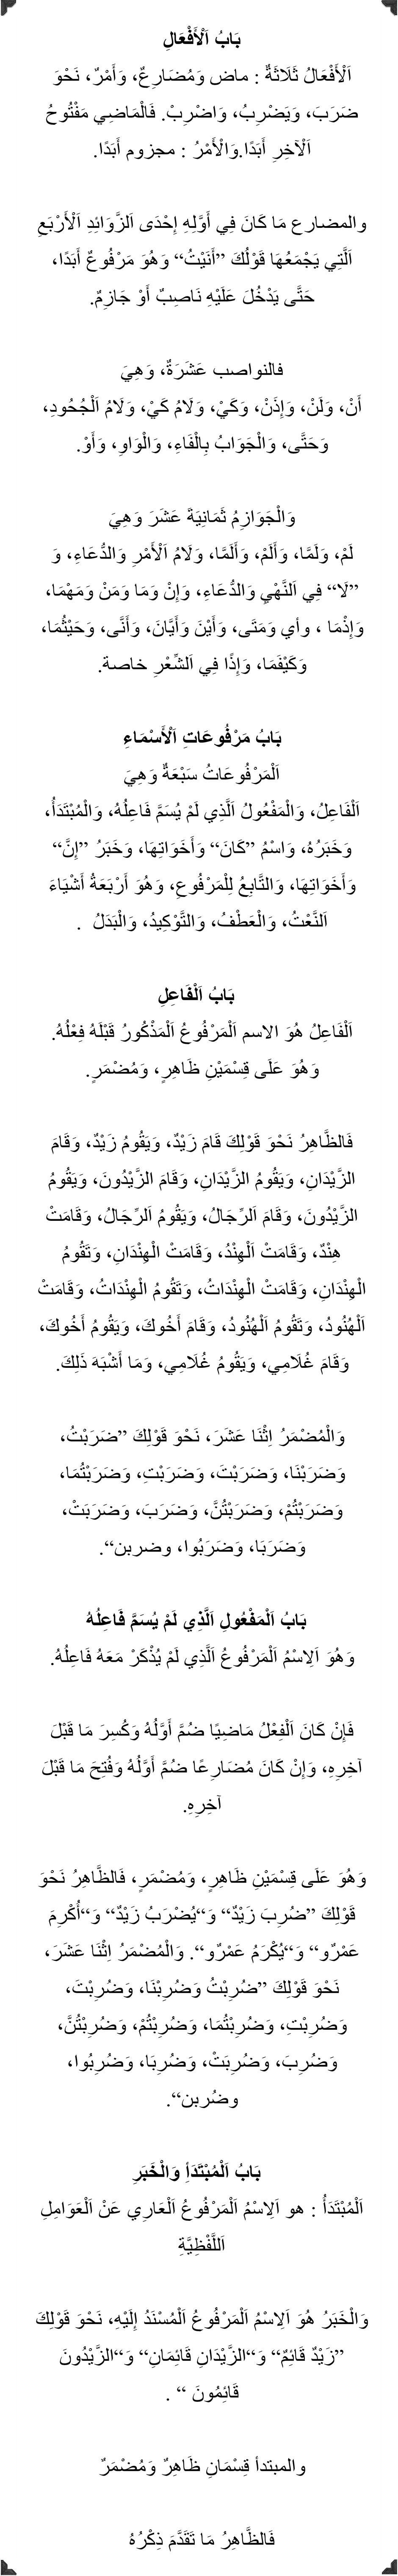 بَابُ اَلْأَفْعَالِ
اَلْأَفْعَالُ ثَلَاثَةٌ : ماض وَمُضَارِعٌ، وَأَمْرٌ، نَحْوَ
ضَرَبَ، وَيَضْرِبُ، وَاضْرِبْ. فَالْمَاضِي مَفْتُوحُ
اَلْآخِرِ أَبَدًا.وَالْأَمْرُ : مجزوم أَبَدًا.
والمضارع مَا كَانَ فِي أَوَّلِهِ إِحْدَى اَلزَّوَائِدِ اَلْأَرْبَعِ
اَلَّتِي يَجْمَعُهَا قَوْلُكَ ”أَنَيْتُ“ وَهُوَ مَرْفُوعٌ أَبَدًا،
حَتَّى يَدْخُلَ عَلَيْهِ نَاصِبٌ أَوْ جَازِمٌ.
فالنواصب عَشَرَةٌ، وَهِيَ
أَنْ، وَلَنْ، وَإِذَنْ، وَكَيْ، وَلَامُ كَيْ، وَلَامُ اَلْجُحُودِ،
وَحَتَّى، وَالْجَوَابُ بِالْفَاءِ، وَالْوَاوِ، وَأَوْ.
وَالْجَوَازِمُ ثَمَانِيَةَ عَشَرَ وَهِيَ
لَمْ، وَلَمَّا، وَأَلَمْ، وَأَلَمَّا، وَلَامُ اَلْأَمْرِ وَالدُّعَاءِ، وَ
”لَا“ فِي اَلنَّهْيِ وَالدُّعَاءِ، وَإِنْ وَمَا وَمَنْ وَمَهْمَا،
وَإِذْمَا ، وأي وَمَتَى، وَأَيْنَ وَأَيَّانَ، وَأَنَّى، وَحَيْثُمَا،
وَكَيْفَمَا، وَإِذًا فِي اَلشِّعْرِ خاصة.
بَابُ مَرْفُوعَاتِ اَلْأَسْمَاءِ
اَلْمَرْفُوعَاتُ سَبْعَةٌ وَهِيَ
اَلْفَاعِلُ، وَالْمَفْعُولُ اَلَّذِي لَمْ يُسَمَّ فَاعِلُهُ، وَالْمُبْتَدَأُ،
وَخَبَرُهُ، وَاسْمُ ”كَانَ“ وَأَخَوَاتِهَا، وَخَبَرُ ”إِنَّ“
وَأَخَوَاتِهَا، وَالتَّابِعُ لِلْمَرْفُوعِ، وَهُوَ أَرْبَعَةُ أَشْيَاءَ
اَلنَّعْتُ، وَالْعَطْفُ، وَالتَّوْكِيدُ، وَالْبَدَلُ .
بَابُ اَلْفَاعِلِ
اَلْفَاعِلُ هُوَ الاسم اَلْمَرْفُوعُ اَلْمَذْكُورُ قَبْلَهُ فِعْلُهُ.
وَهُوَ عَلَى قِسْمَيْنِ ظَاهِرٍ، وَمُضْمَرٍ.
فَالظَّاهِرُ نَحْوَ قَوْلِكَ قَامَ زَيْدٌ، وَيَقُومُ زَيْدٌ، وَقَامَ
الزَّيْدَانِ، وَيَقُومُ الزَّيْدَانِ، وَقَامَ الزَّيْدُونَ، وَيَقُومُ
الزَّيْدُونَ، وَقَامَ اَلرِّجَالُ، وَيَقُومُ اَلرِّجَالُ، وَقَامَتْ
هِنْدٌ، وَقَامَتْ اَلْهِنْدُ، وَقَامَتْ الْهِنْدَانِ، وَتَقُومُ
الْهِنْدَانِ، وَقَامَتْ الْهِنْدَاتُ، وَتَقُومُ الْهِنْدَاتُ، وَقَامَتْ
اَلْهُنُودُ، وَتَقُومُ اَلْهُنُودُ، وَقَامَ أَخُوكَ، وَيَقُومُ أَخُوكَ،
وَقَامَ غُلَامِي، وَيَقُومُ غُلَامِي، وَمَا أَشْبَهَ ذَلِكَ.
وَالْمُضْمَرُ اِثْنَا عَشَرَ، نَحْوَ قَوْلِكَ ”ضَرَبْتُ،
وَضَرَبْنَا، وَضَرَبْتَ، وَضَرَبْتِ، وَضَرَبْتُمَا،
وَضَرَبْتُمْ، وَضَرَبْتُنَّ، وَضَرَبَ، وَضَرَبَتْ،
وَضَرَبَا، وَضَرَبُوا، وضربن“.
بَابُ اَلْمَفْعُولِ اَلَّذِي لَمْ يُسَمَّ فَاعِلُهُ
وَهُوَ اَلِاسْمُ اَلْمَرْفُوعُ اَلَّذِي لَمْ يُذْكَرْ مَعَهُ فَاعِلُهُ.
فَإِنْ كَانَ اَلْفِعْلُ مَاضِيًا ضُمَّ أَوَّلُهُ وَكُسِرَ مَا قَبْلَ
آخِرِهِ، وَإِنْ كَانَ مُضَارِعًا ضُمَّ أَوَّلُهُ وَفُتِحَ مَا قَبْلَ
آخِرِهِ.
وَهُوَ عَلَى قِسْمَيْنِ ظَاهِرٍ، وَمُضْمَرٍ، فَالظَّاهِرُ نَحْوَ
قَوْلِكَ ”ضُرِبَ زَيْدٌ“ وَ“يُضْرَبُ زَيْدٌ“ وَ“أُكْرِمَ
عَمْرٌو“ وَ“يُكْرَمُ عَمْرٌو“. وَالْمُضْمَرُ اِثْنَا عَشَرَ،
نَحْوَ قَوْلِكَ ”ضُرِبْتُ وَضُرِبْنَا، وَضُرِبْتَ،
وَضُرِبْتِ، وَضُرِبْتُمَا، وَضُرِبْتُمْ، وَضُرِبْتُنَّ،
وَضُرِبَ، وَضُرِبَتْ، وَضُرِبَا، وَضُرِبُوا،
وضُربن“.
بَابُ اَلْمُبْتَدَأِ وَالْخَبَرِ
اَلْمُبْتَدَأُ : هو اَلِاسْمُ اَلْمَرْفُوعُ اَلْعَارِي عَنْ اَلْعَوَامِلِ
اَللَّفْظِيَّةِ
وَالْخَبَرُ هُوَ اَلِاسْمُ اَلْمَرْفُوعُ اَلْمُسْنَدُ إِلَيْهِ، نَحْوَ قَوْلِكَ
”زَيْدٌ قَائِمٌ“ وَ“الزَّيْدَانِ قَائِمَانِ“ وَ“الزَّيْدُونَ
قَائِمُونَ “ .
والمبتدأ قِسْمَانِ ظَاهِرٌ وَمُضْمَرٌ
فَالظَّاهِرُ مَا تَقَدَّمَ ذِكْرُهُ